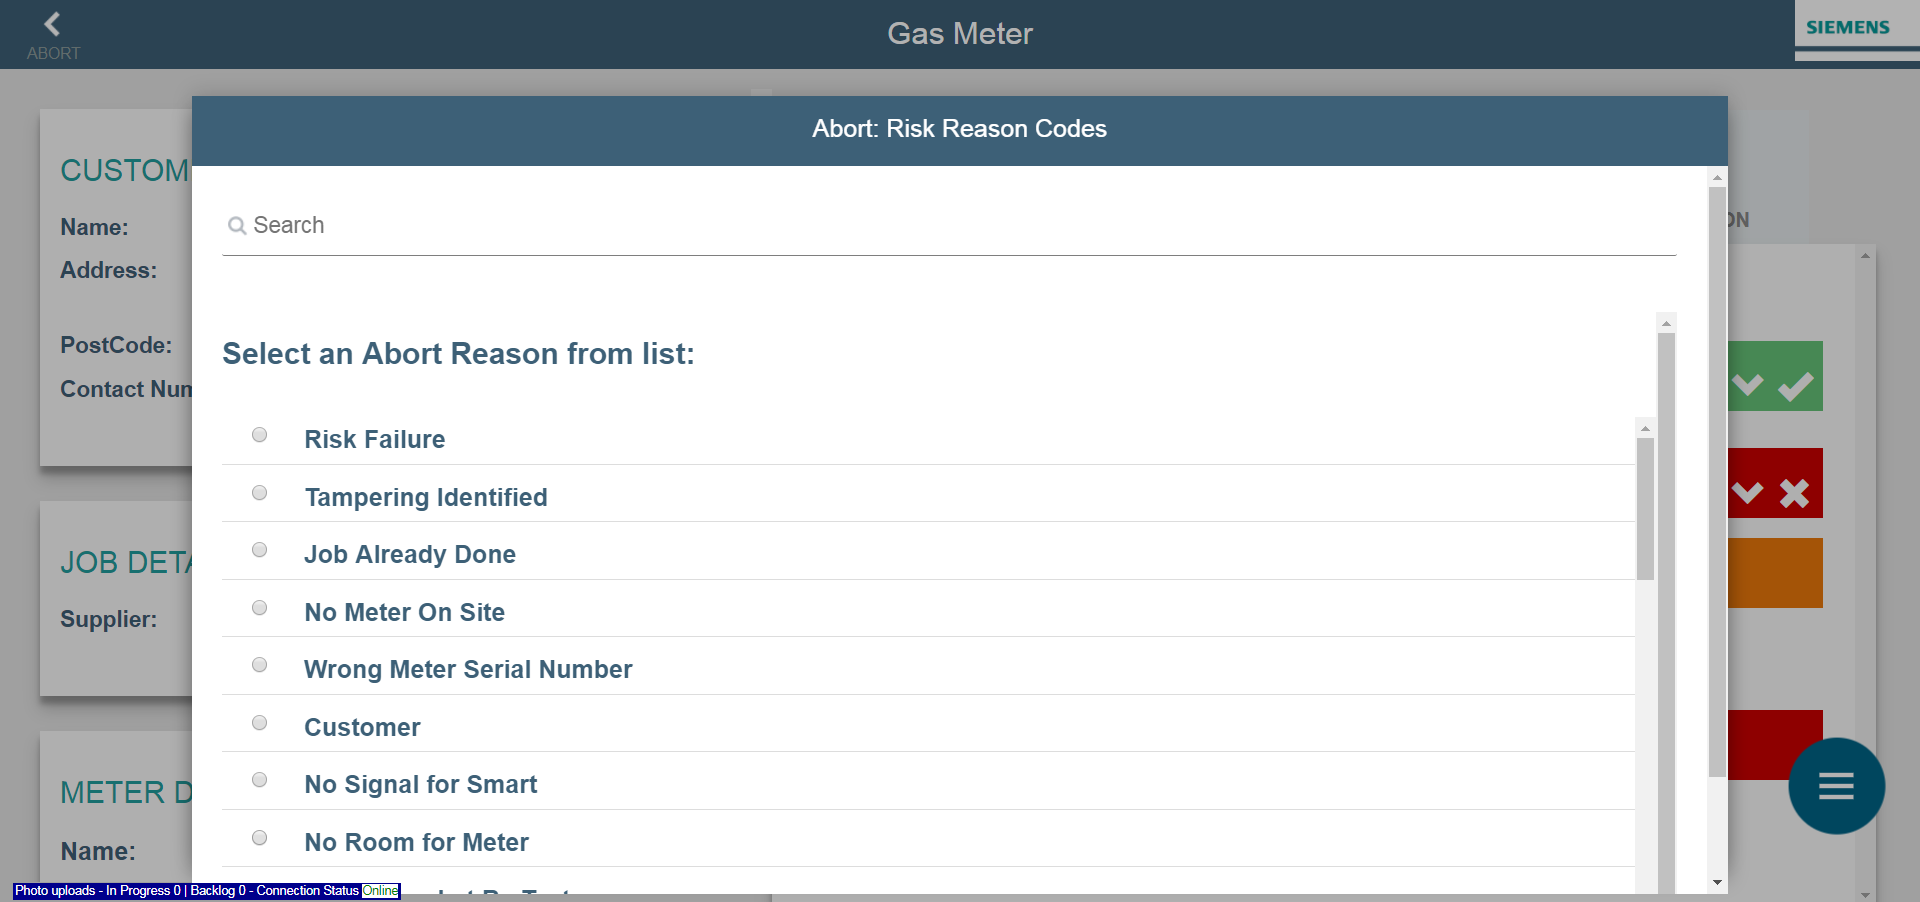 ABORT
Gas Meter
SIEMENS
Abort: Risk Reason Codes
CUSTOM
Name:
Address:
PostCode:
Contact Num
JOB DETA
Supplier:
METER D
Name:
Search
ON
Select an Abort Reason from list:
Risk Failure
Tampering Identified
Job Already Done
No Meter On Site
Wrong Meter Serial Number
Customer
No Signal for Smart
No Room for Meter
Photo uploads - In Progress 0 | Backlog 0 - Connection Status Online